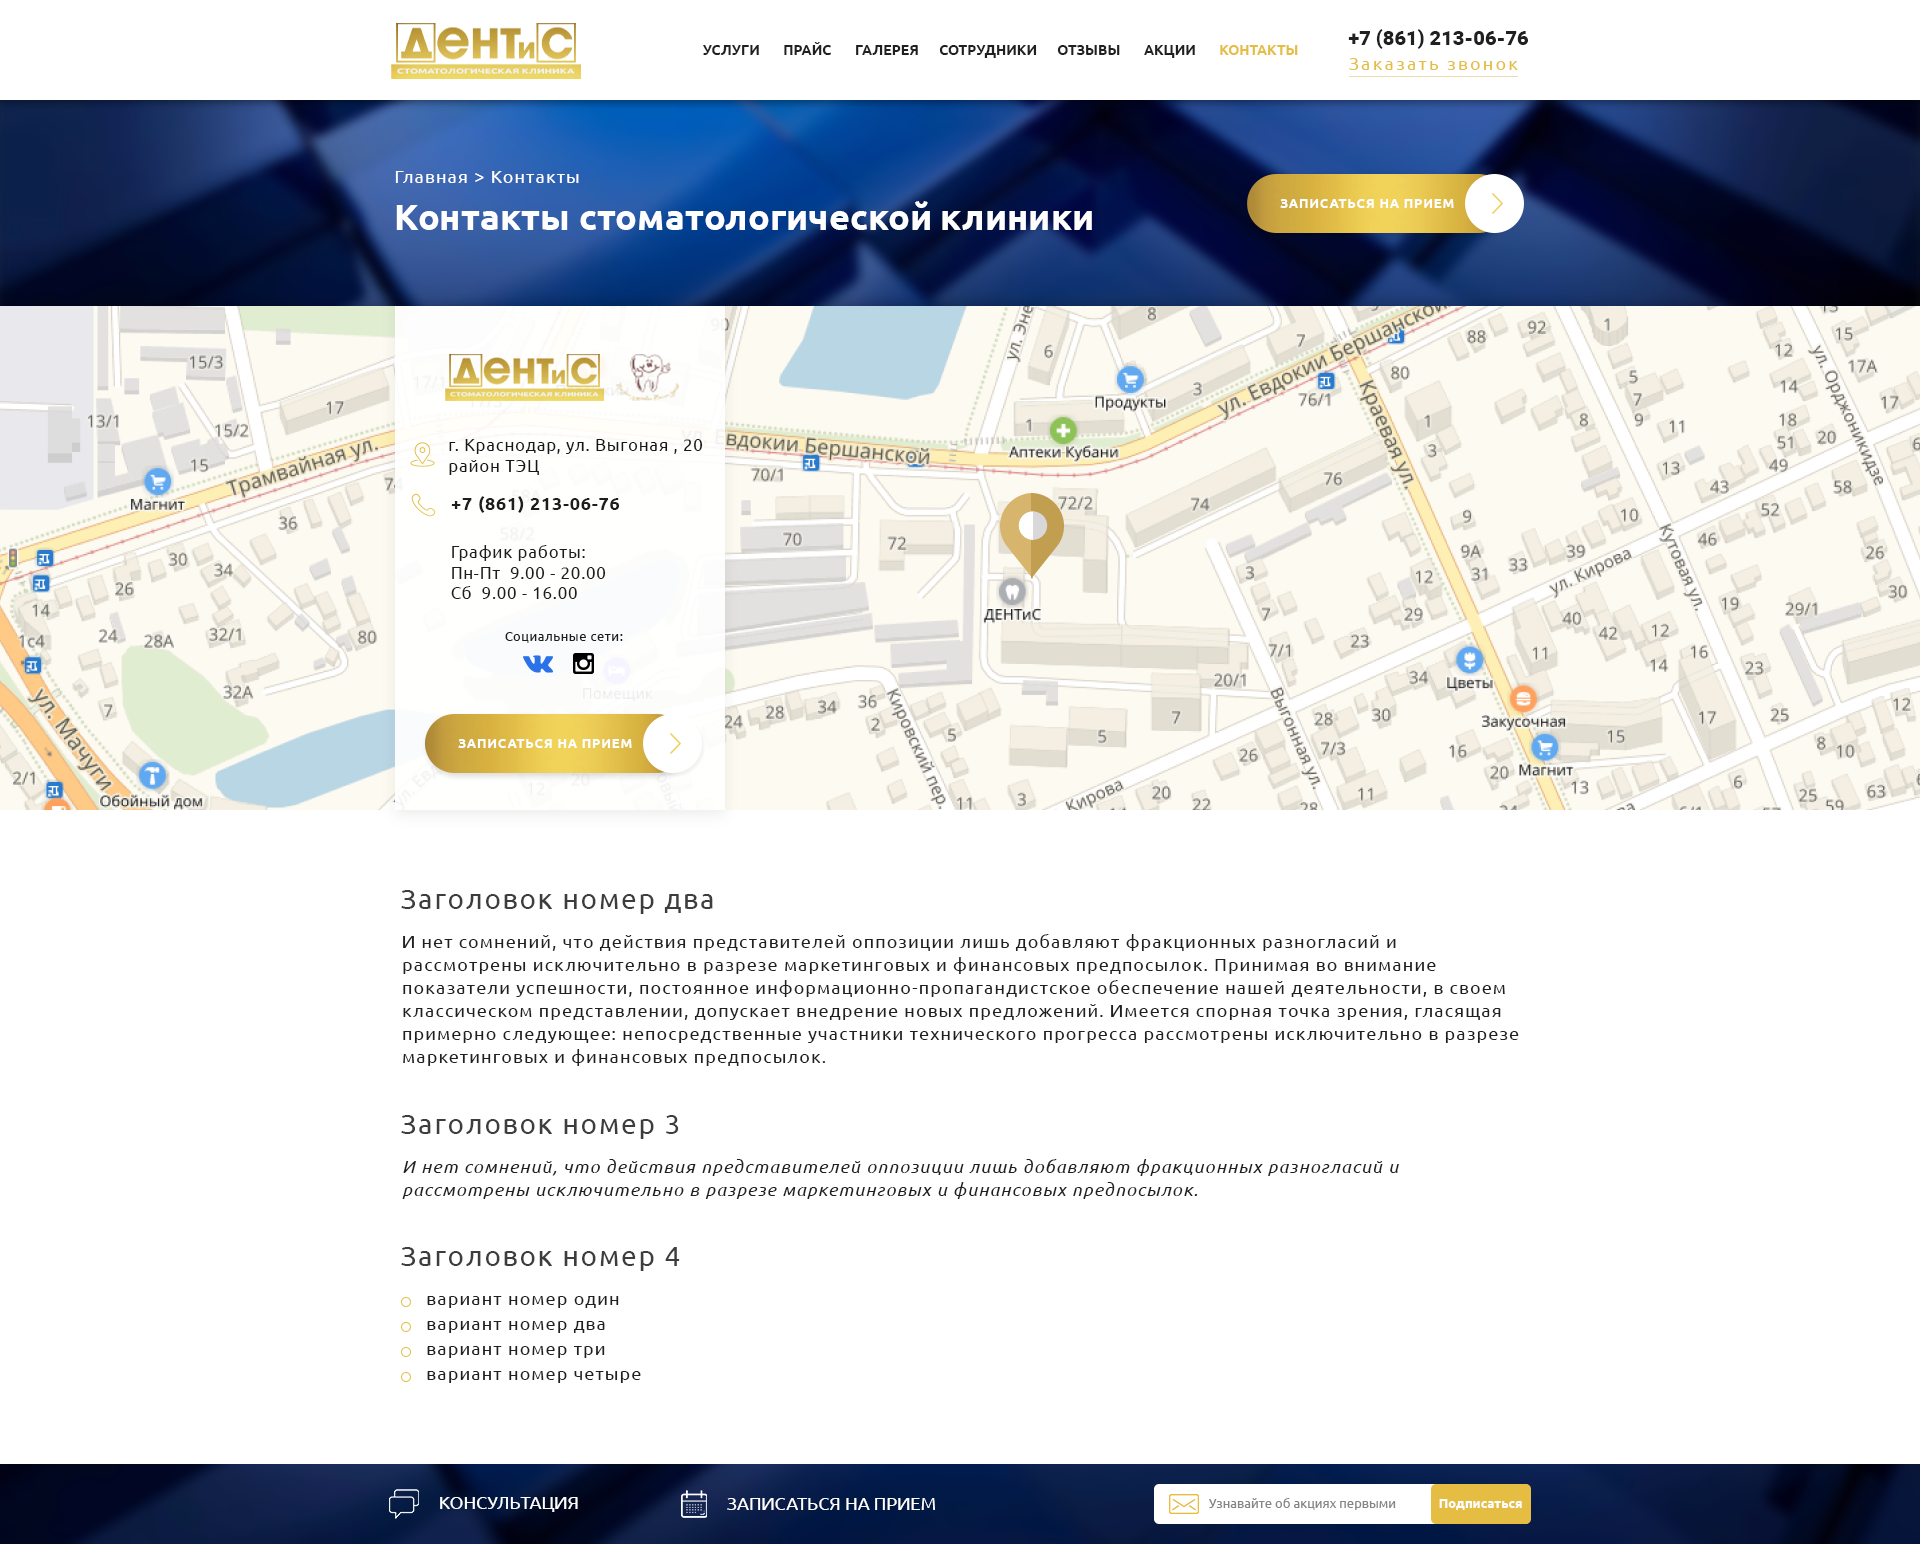 ДЕНТиС
СТОМАТОЛОГИЧЕСКАЯ КЛИНИКА
УСЛУГИ ПРАЙС ГАЛЕРЕЯ СОТРУДНИКИ ОТЗЫВЫ АКЦИИ КОНТАКТЫ
+7 (861) 213-06-76
Заказать звонок
Главная > Контакты
Контакты стоматологической клиники
ЗАПИСАТЬСЯ НА ПРИЕМ
ДЕНТиС
СТОМАТОЛОГИЧЕСКАЯ КЛИНИКА
г. Краснодар, ул. Выгоная , 20
район ТЭЦ
+7 (861) 213-06-76
График работы:
Пн-Пт 9.00 - 20.00
Сб 9.00 - 16.00
Социальные сети:
Помещик
ЗАПИСАТЬСЯ НА ПРИЕМ
15/3
17
13/1
15/2
15
Трамвайная ул.
Магнит
36
30
34
26
14
1с4
24
28А
32/1
80
32А
7
ул. Мачуги
2/1
Обойный дом
58/2
12
20
8
6
ул. Эне
7
3
Продукты
1
Аптеки Кубани
Евдокии Бершанской
ул. Евдокии Бершанской
70/1
76/1
80
88
92
1
Краевая ул.
1
3
76
74
72/2
72
70
ДЕНТиС
9
9А
31
33
39
10
12
29
ул. Кирова
3
7
7/1
23
20/1
34
11
40
42
12
14
16
19
23
29/1
30
26
46
52
58
43
13
11
49
51
18
20
14
12
15
17А
17
5
7
9
8
6
ул. Орджоникидзе
Кутовая ул.
Цветы
Закусочная
Магнит
15
17
25
12
8
10
6
63
25
59
13
16
20
30
28
7/3
26
11
Выгонная ул.
24
28
34
36
2
5
5
7
Кировский пер.
11
3
Кирова
20
22
28
Заголовок номер два
И нет сомнений, что действия представителей оппозиции лишь добавляют фракционных разногласий и
рассмотрены исключительно в разрезе маркетинговых и финансовых предпосылок. Принимая во внимание
показатели успешности, постоянное информационно-пропагандистское обеспечение нашей деятельности, в своем
классическом представлении, допускает внедрение новых предложений. Имеется спорная точка зрения, гласящая
примерно следующее: непосредственные участники технического прогресса рассмотрены исключительно в разрезе
маркетинговых и финансовых предпосылок.
Заголовок номер 3
И нет сомнений, что действия представителей оппозиции лишь добавляют фракционных разногласий и
рассмотрены исключительно в разрезе маркетинговых и финансовых предпосылок.
Заголовок номер 4
вариант номер один
вариант номер два
вариант номер три
вариант номер четыре
КОНСУЛЬТАЦИЯ
ЗАПИСАТЬСЯ НА ПРИЕМ
Узнавайте об акциях первыми
Подписаться